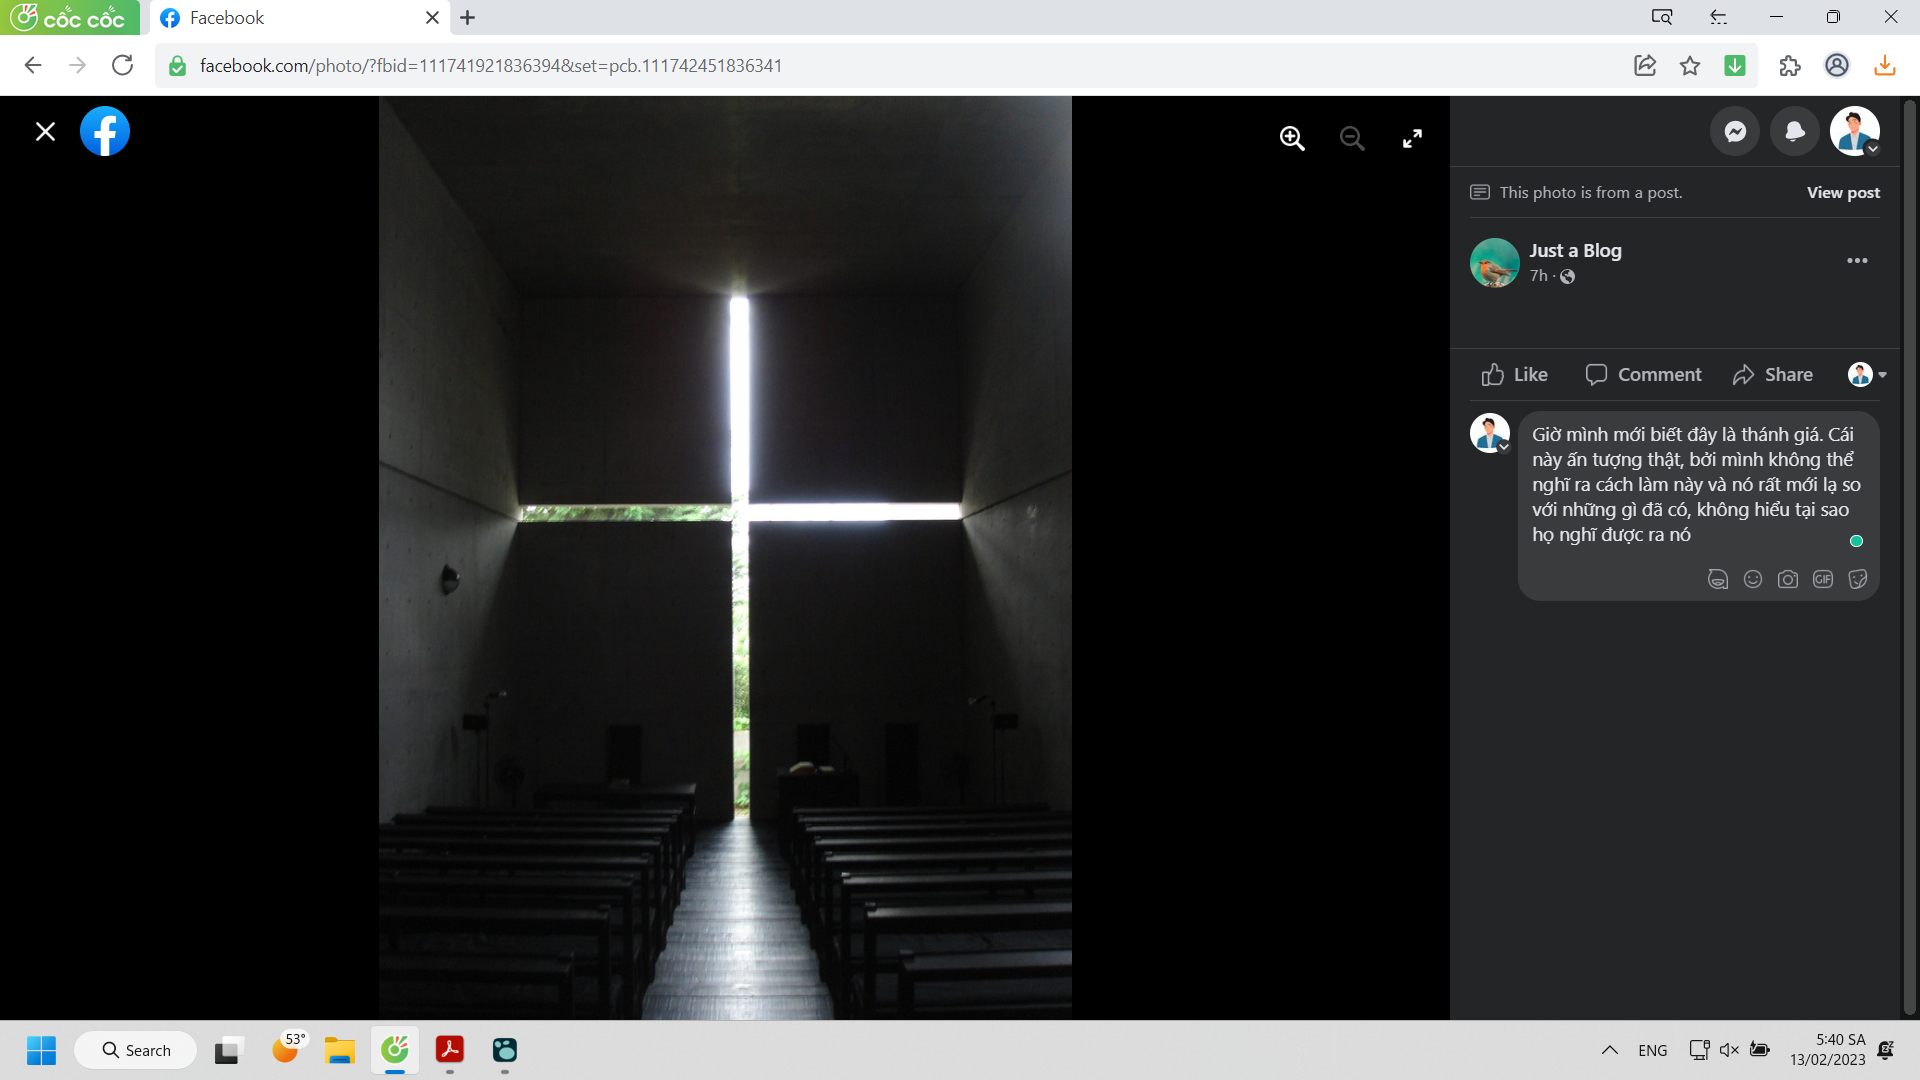 cốc cốc
Facebook
facebook.com/photo/?fbid=111741921836394&set=pcb.111742451836341
This photo is from a post.
View post
Just a Blog
7h ·
Like
Comment
Share
Giờ mình mới biết đây là thánh giá. Cái
này ấn tượng thật, bởi mình không thể
nghĩ ra cách làm này và nó rất mới lạ so
với những gì đã có, không hiểu tại sao
họ nghĩ được ra nó
GIF
Search
53°
ENG
5:40 SA
13/02/2023